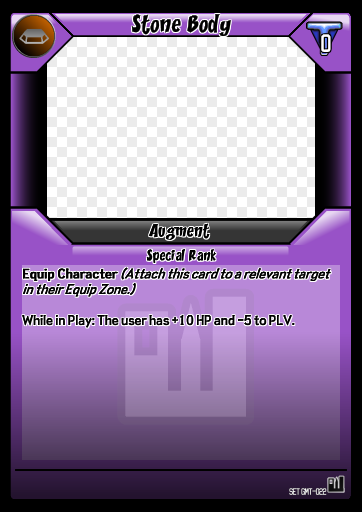 Stone Body
0
Augment
Special Rank
Equip Character (Attach this card to a relevant target
in their Equip Zone.)
While in Play: The user has +10 HP and -5 to PLV.
SET GMT-022